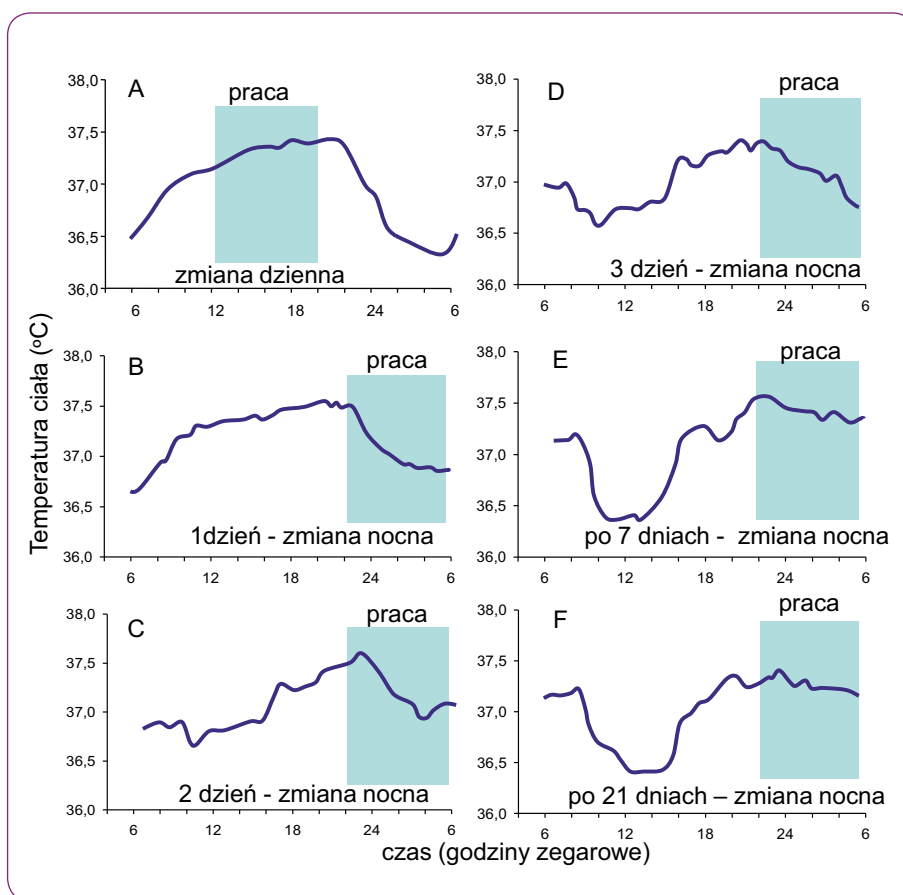 Temperatura ciała (ºC)
A
praca
38,0
37,5
37,0
36,5
36,0
zmiana dzienna
6 12 18 24 6
B
praca
38,0
37,5
37,0
36,5
36,0
1dzień - zmiana nocna
6 12 18 24 6
C
praca
38,0
37,5
37,0
36,5
36,0
2 dzień - zmiana nocna
6 12 18 24 6
D
praca
38,0
37,5
37,0
36,5
36,0
3 dzień - zmiana nocna
6 12 18 24 6
E
praca
38,0
37,5
37,0
36,5
36,0
po 7 dniach - zmiana nocna
6 12 18 24 6
F
praca
38,0
37,5
37,0
36,5
36,0
po 21 dniach – zmiana nocna
6 12 18 24 6
czas (godziny zegarowe)